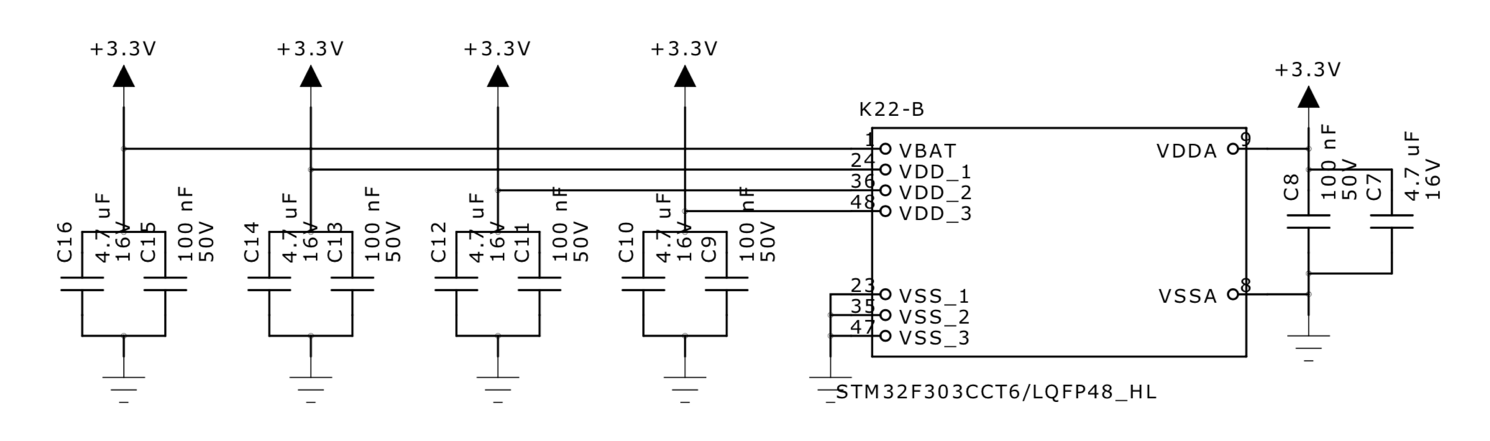 +3.3V
+3.3V
+3.3V
+3.3V
+3.3V
K22-B
1
VBAT
24
VDD_1
36
VDD_2
48
VDD_3
23
VSS_1
35
VSS_2
47
VSS_3
VDDA
9
VSSA
8
C16
4.7 uF
16V
C15
100 nF
50V
C14
4.7 uF
16V
C13
100 nF
50V
C12
4.7 uF
16V
C11
100 nF
50V
C10
4.7 uF
16V
C9
100 nF
50V
C8
100 nF
50V
C7
4.7 uF
16V
STM32F303CCT6/LQFP48_HL